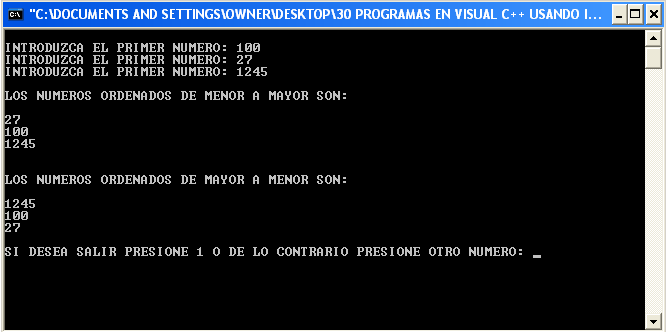 "C:\DOCUMENTS AND SETTINGS\OWNER\DESKTOP\30 PROGRAMAS EN VISUAL C++ USANDO I...
INTRODUZCA EL PRIMER NUMERO: 100
INTRODUZCA EL PRIMER NUMERO: 27
INTRODUZCA EL PRIMER NUMERO: 1245
LOS NUMEROS ORDENADOS DE MENOR A MAYOR SON:
27
100
1245
LOS NUMEROS ORDENADOS DE MAYOR A MENOR SON:
1245
100
27
SI DESEA SALIR PRESIONE 1 O DE LO CONTRARIO PRESIONE OTRO NUMERO: _